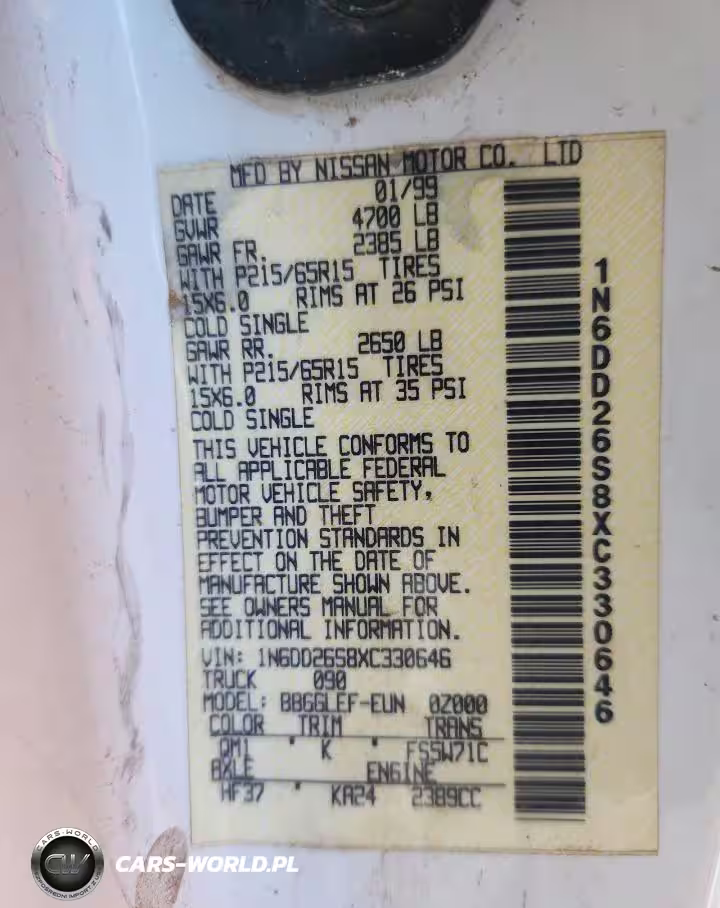 MFD BY NISSAN MOTOR CO. LTD
DATE 01/99
GVWR 4700 LB
GAWR FR. 2385 LB
WITH P215/65R15 TIRES
15X6.0 RIMS AT 26 PSI
COLD SINGLE
GAWR RR. 2650 LB
WITH P215/65R15 TIRES
15X6.0 RIMS AT 35 PSI
COLD SINGLE
THIS VEHICLE CONFORMS TO
ALL APPLICABLE FEDERAL
MOTOR VEHICLE SAFETY,
BUMPER AND THEFT
PREVENTION STANDARDS IN
EFFECT ON THE DATE OF
MANUFACTURE SHOWN ABOVE.
SEE OWNERS MANUAL FOR
ADDITIONAL INFORMATION.
VIN: 1N6DD26S8XC330646
TRUCK 090
MODEL: BBGGLEF-EUN 0Z000
COLOR TRIM TRANS
QM1 K FS5W71C
AXLE ENGINE
HF37 KA24 2389CC
1N6DD26S8XC330646
CARS-WORLD
CW
CARS-WORLD.PL